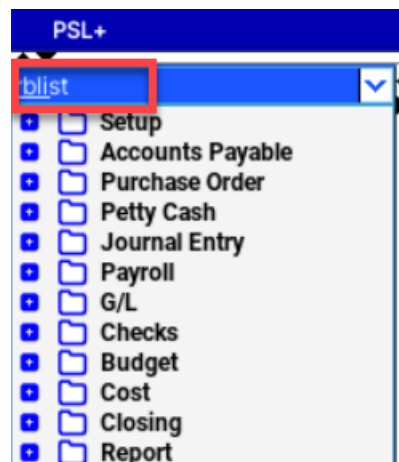 PSL+
rblist
Setup
Accounts Payable
Purchase Order
Petty Cash
Journal Entry
Payroll
G/L
Checks
Budget
Cost
Closing
Report